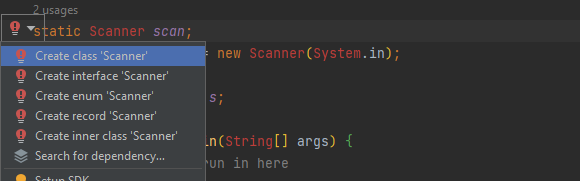 2 usages
static Scanner scan;
Create class 'Scanner'
= new Scanner(System.in);
Create interface 'Scanner'
Create enum 'Scanner'
s;
Create record 'Scanner'
Create inner class 'Scanner'
in(String[] args) {
Search for dependency...
run in here
Setup SDK